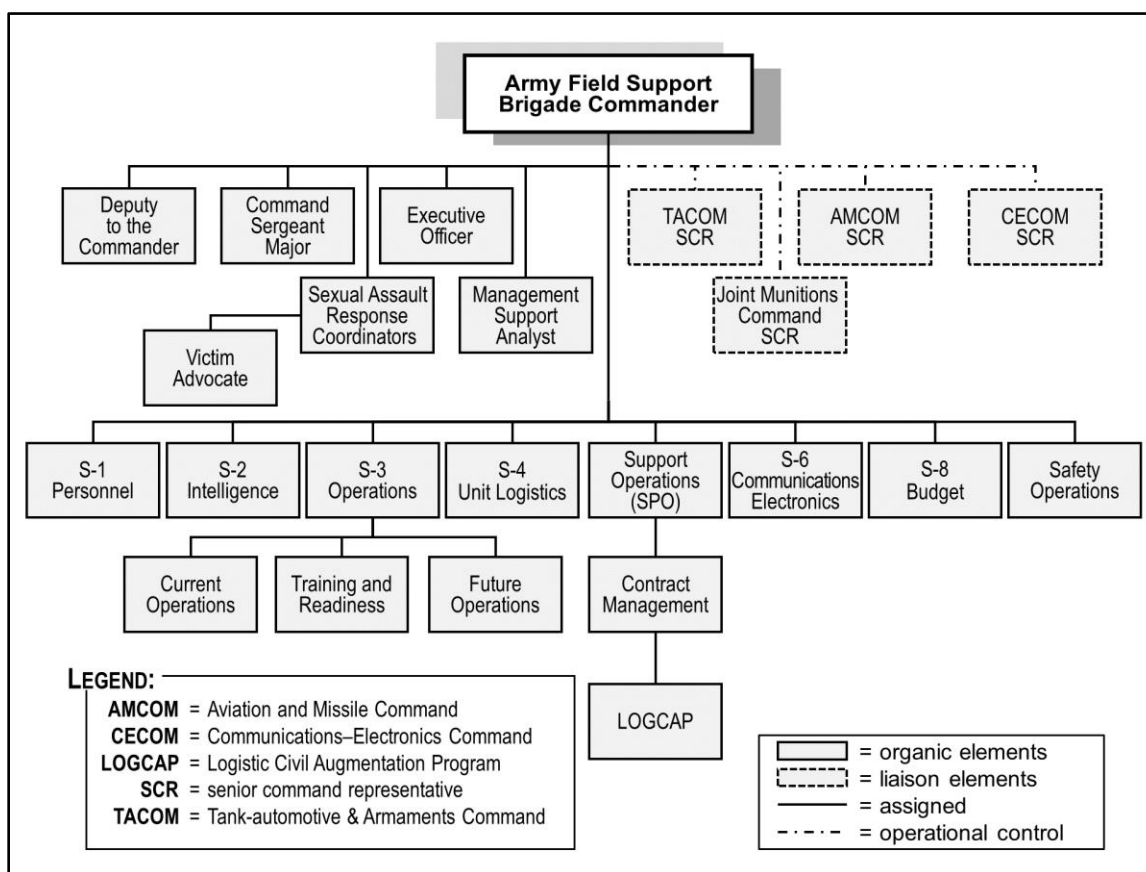 Army Field Support
Brigade Commander
Deputy
to the
Commander
Command
Sergeant
Major
Executive
Officer
TACOM
SCR
AMCOM
SCR
CECOM
SCR
Sexual Assault
Response
Coordinators
Management
Support
Analyst
Joint Munitions
Command
SCR
Victim
Advocate
S-1
Personnel
S-2
Intelligence
S-3
Operations
S-4
Unit Logistics
Support
Operations
(SPO)
S-6
Communications
Electronics
S-8
Budget
Safety
Operations
Current
Operations
Training and
Readiness
Future
Operations
Contract
Management
LOGCAP
LEGEND:
AMCOM = Aviation and Missile Command
CECOM = Communications–Electronics Command
LOGCAP = Logistic Civil Augmentation Program
SCR = senior command representative
TACOM = Tank-automotive & Armaments Command
= organic elements
= liaison elements
= assigned
= operational control